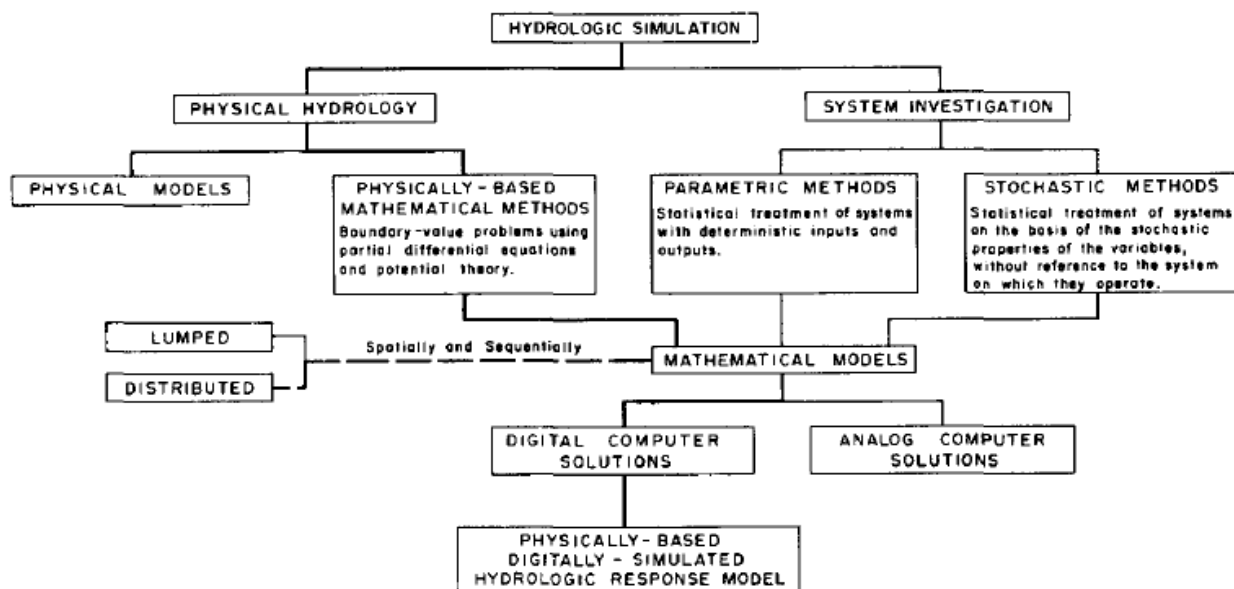 HYDROLOGIC SIMULATION
PHYSICAL HYDROLOGY
SYSTEM INVESTIGATION
PHYSICAL MODELS
PHYSICALLY-BASED
MATHEMATICAL METHODS
Boundary-value problems using
partial differential equations
and potential theory.
PARAMETRIC METHODS
Statistical treatment of systems
with deterministic inputs and
outputs.
STOCHASTIC METHODS
Statistical treatment of systems
on the basis of the stochastic
properties of the variables,
without reference to the system
on which they operate.
LUMPED
DISTRIBUTED
Spatially and Sequentially
MATHEMATICAL MODELS
DIGITAL COMPUTER
SOLUTIONS
ANALOG COMPUTER
SOLUTIONS
PHYSICALLY-BASED
DIGITALLY-SIMULATED
HYDROLOGIC RESPONSE MODEL